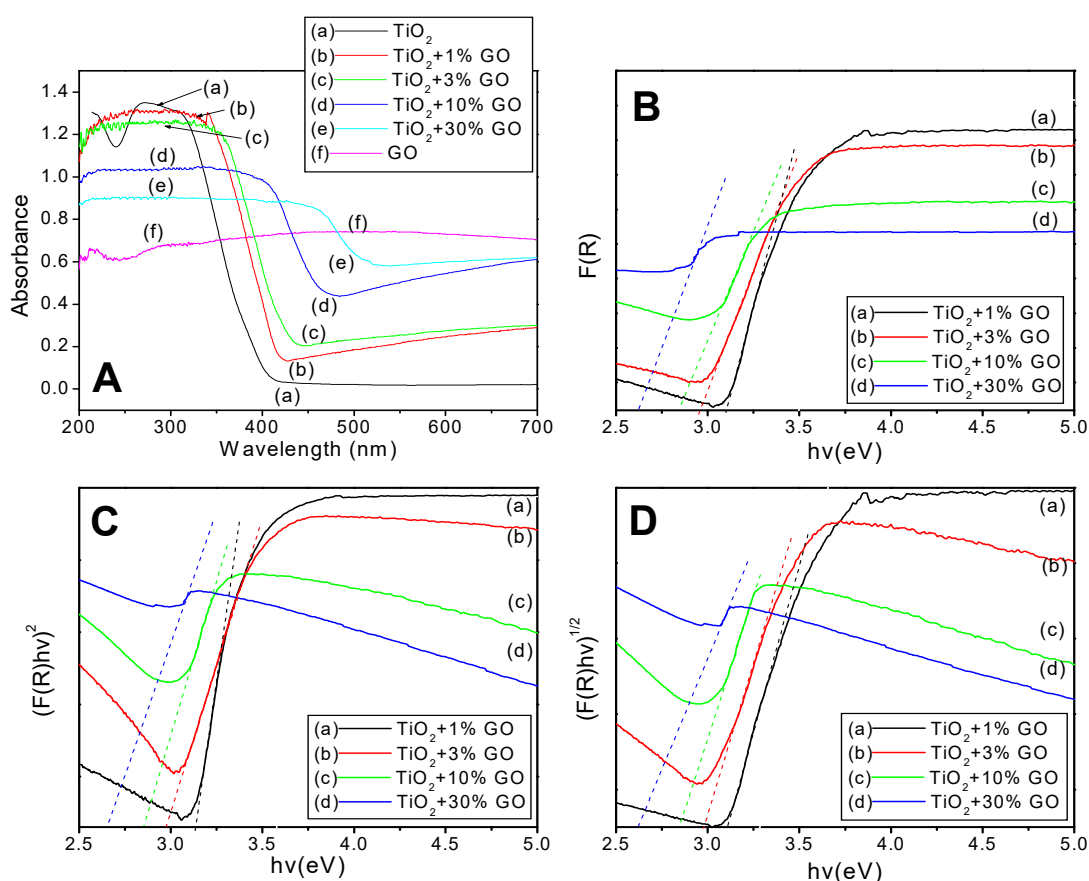 (a) TiO₂
(b) TiO₂+1% GO
(c) TiO₂+3% GO
(d) TiO₂+10% GO
(e) TiO₂+30% GO
(f) GO
A
Absorbance
1.4
1.2
1.0
0.8
0.6
0.4
0.2
0.0
(a)
(b)
(c)
(d)
(e)
(f)
(f)
(e)
(d)
(c)
(b)
(a)
200 300 400 500 600 700
Wavelength (nm)
B
F(R)
(a)
(b)
(c)
(d)
(a) TiO₂+1% GO
(b) TiO₂+3% GO
(c) TiO₂+10% GO
(d) TiO₂+30% GO
2.5 3.0 3.5 4.0 4.5 5.0
hv(eV)
C
(F(R)hv)²
(a)
(b)
(c)
(d)
(a) TiO₂+1% GO
(b) TiO₂+3% GO
(c) TiO₂+10% GO
(d) TiO₂+30% GO
2.5 3.0 3.5 4.0 4.5 5.0
hv(eV)
D
(F(R)hv)¹/²
(a)
(b)
(c)
(d)
(a) TiO₂+1% GO
(b) TiO₂+3% GO
(c) TiO₂+10% GO
(d) TiO₂+30% GO
2.5 3.0 3.5 4.0 4.5 5.0
hv(eV)